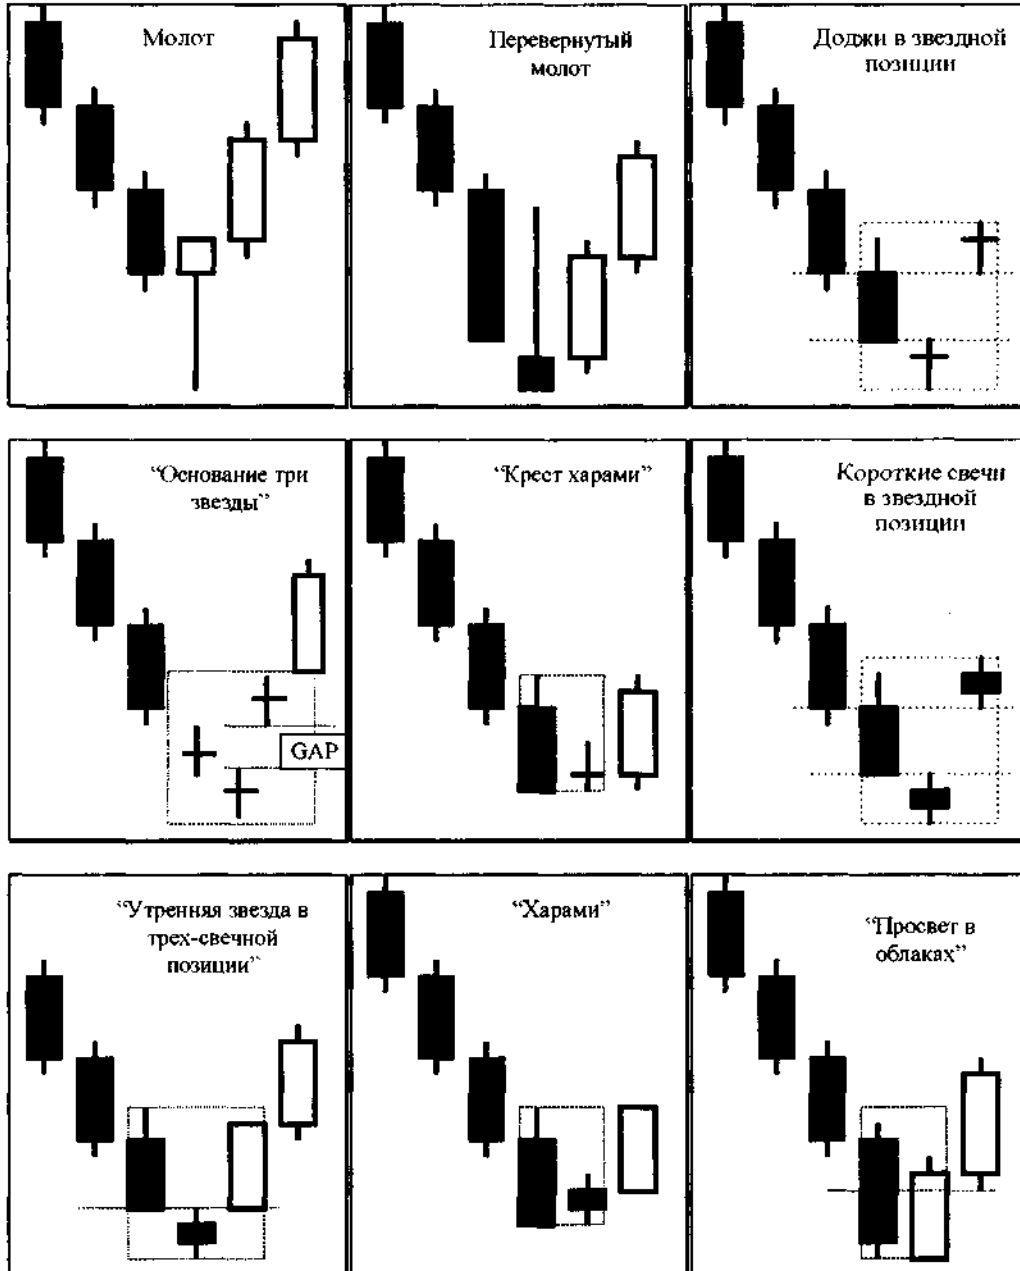 Молот
Перевернутый
молот
Доджи в звездной
позиции
“Основание три
звезды”
GAP
“Крест харами”
Короткие свечи
в звездной
позиции
“Утренняя звезда в
трех-свечной
позиции”
“Харами”
“Просвет в
облаках”